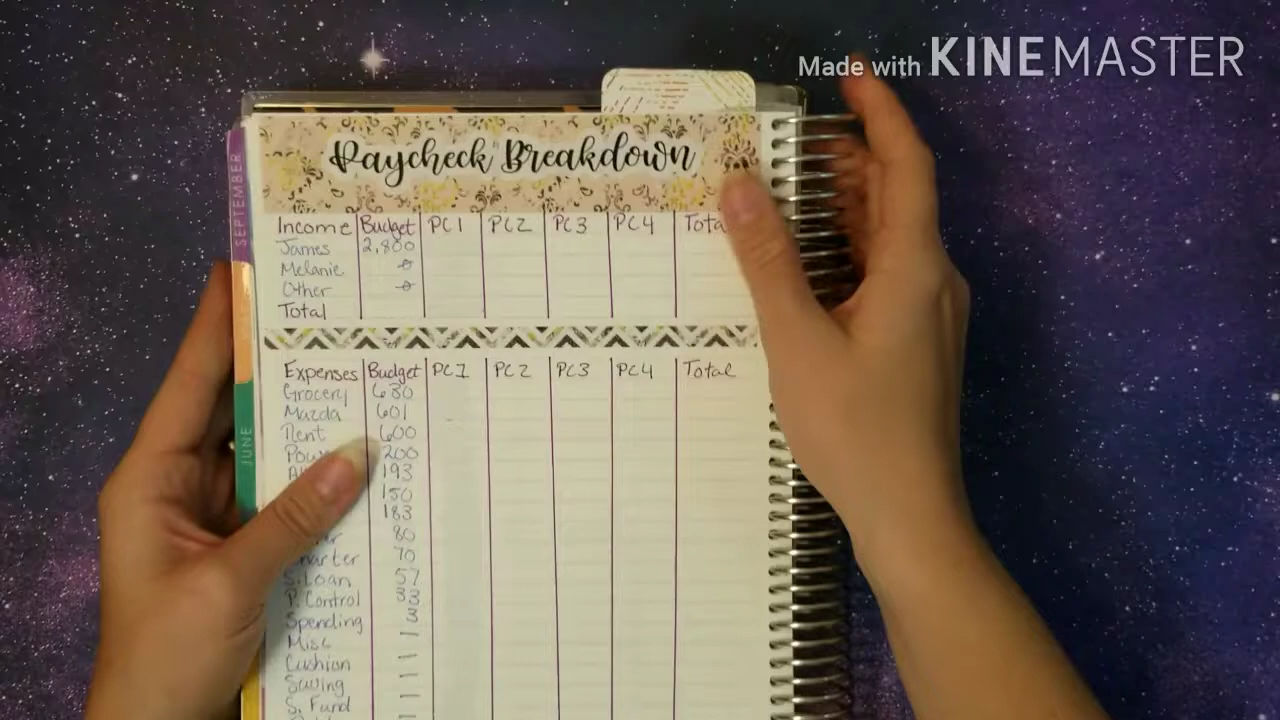 Made with KINEMASTER
SEPTEMBER
JUNE
Paycheck Breakdown
Income Budget PC1 PC2 PC3 PC4
James 2,800
Melanie 0
Other 0
Total
Expenses Budget PC1 PC2 PC3 PC4 Total
Grocery 630
Mazda 601
Rent 600
200
193
150
183
80
70
S. Loan 57
P. Control 33
Spending 3
Misc
Cushion
Saving
S. Fund